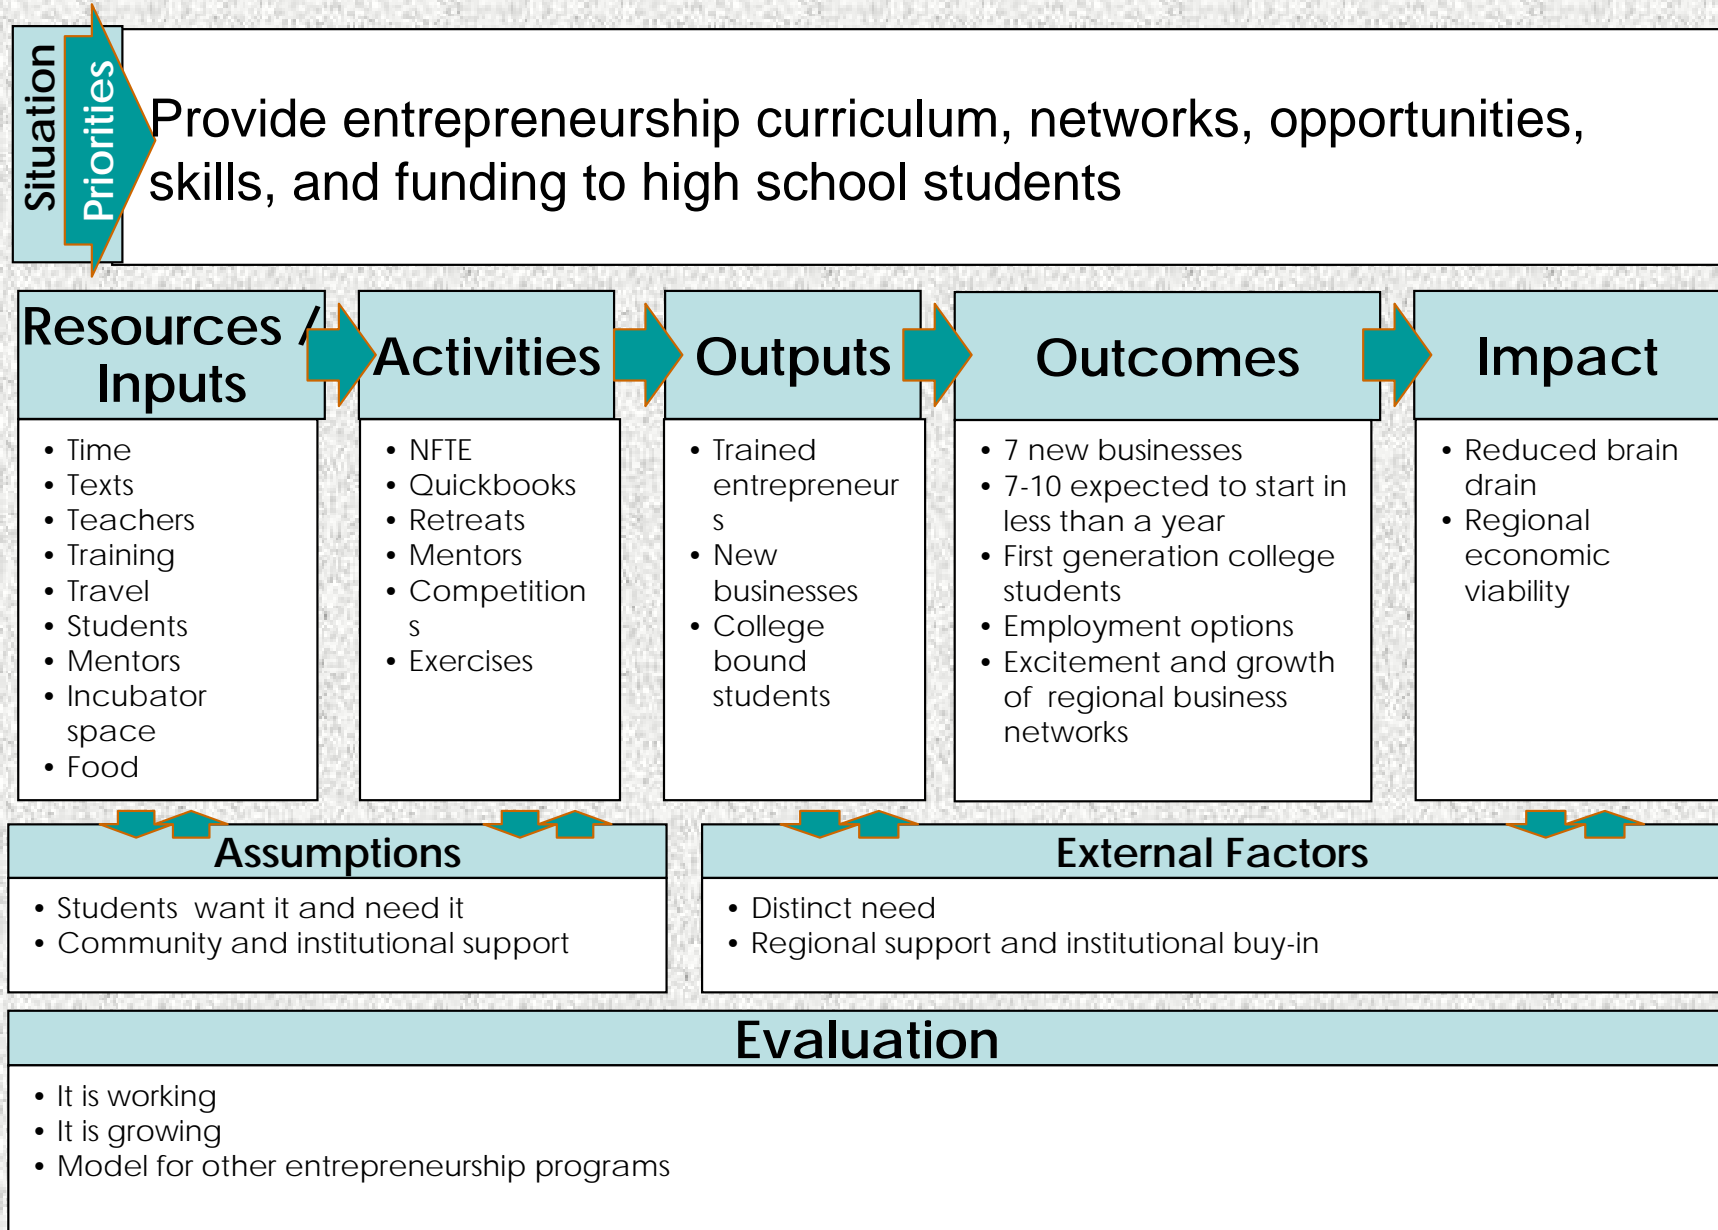 Situation
Priorities
Provide entrepreneurship curriculum, networks, opportunities,
skills, and funding to high school students
Resources /
Inputs
• Time
• Texts
• Teachers
• Training
• Travel
• Students
• Mentors
• Incubator
space
• Food
Activities
• NFTE
• Quickbooks
• Retreats
• Mentors
• Competition
s
• Exercises
Outputs
• Trained
entrepreneur
s
• New
businesses
• College
bound
students
Outcomes
• 7 new businesses
• 7-10 expected to start in
less than a year
• First generation college
students
• Employment options
• Excitement and growth
of regional business
networks
Impact
• Reduced brain
drain
• Regional
economic
viability
Assumptions
• Students want it and need it
• Community and institutional support
External Factors
• Distinct need
• Regional support and institutional buy-in
Evaluation
• It is working
• It is growing
• Model for other entrepreneurship programs